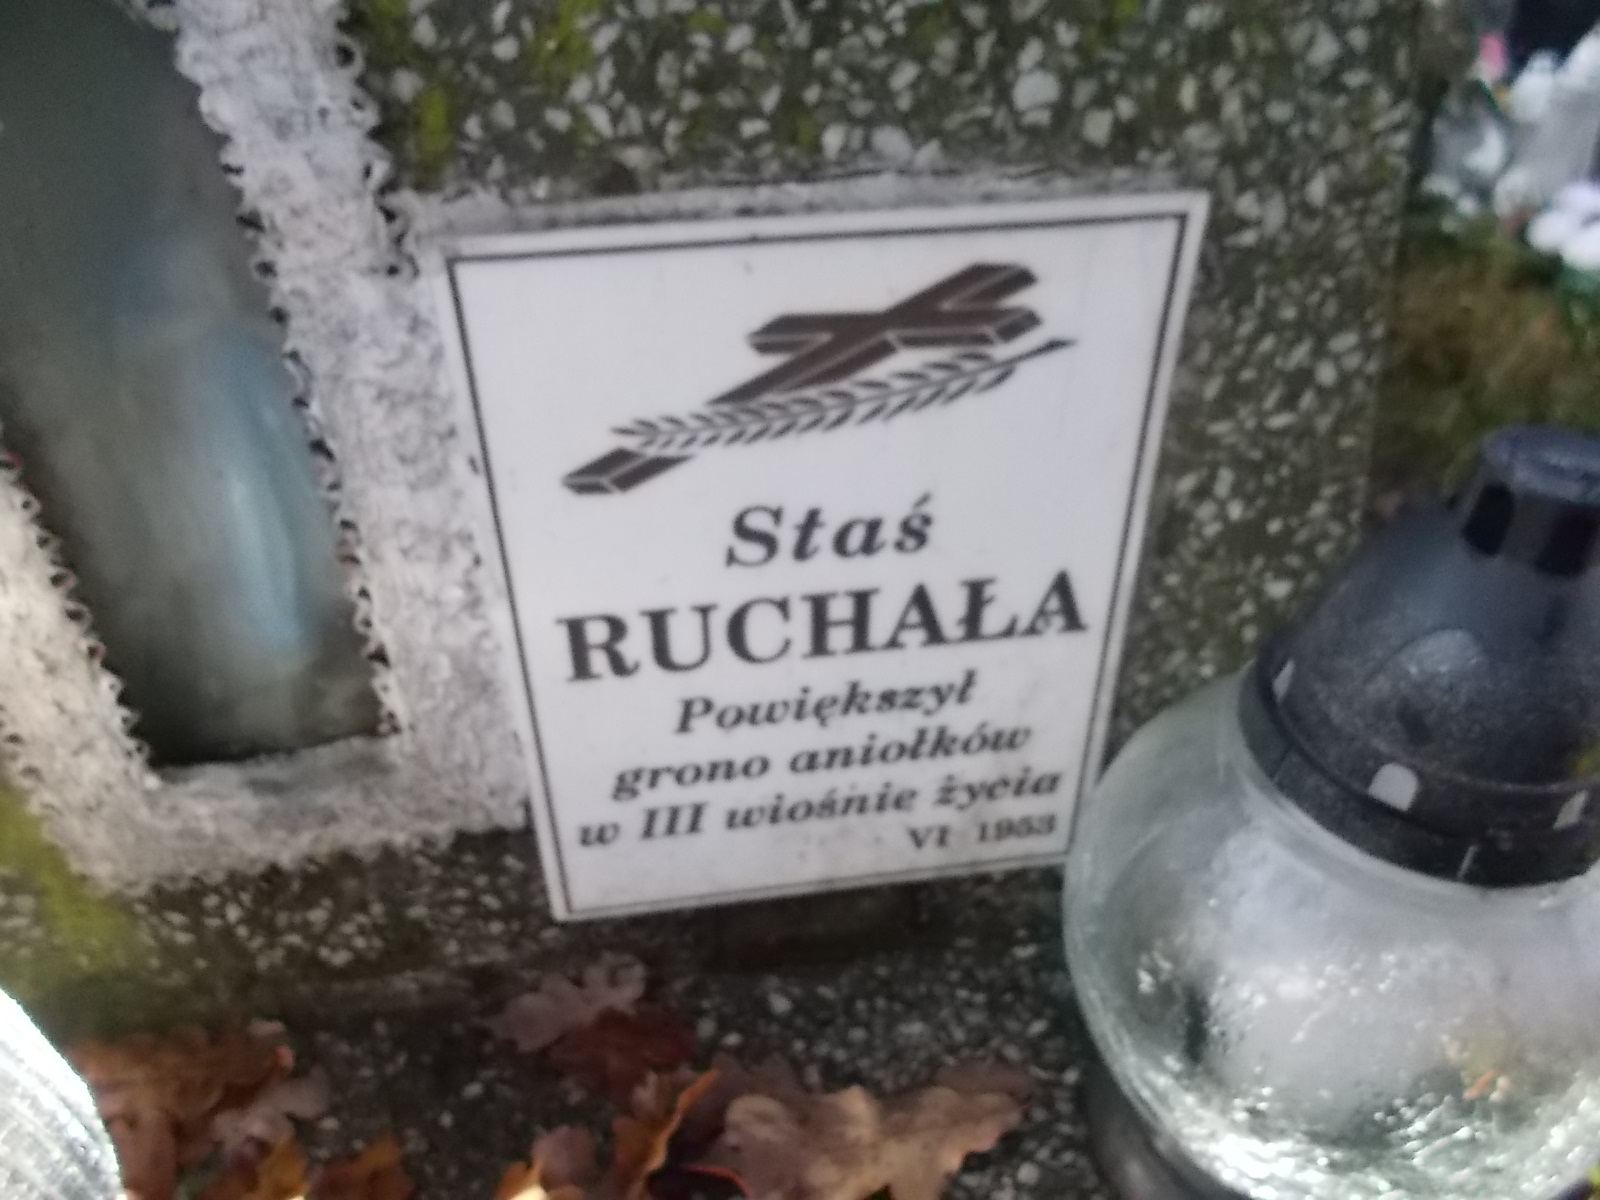 Staś
RUCHAŁA
Powiększył
grono aniołków
w III wiośnie życia
VI 1953